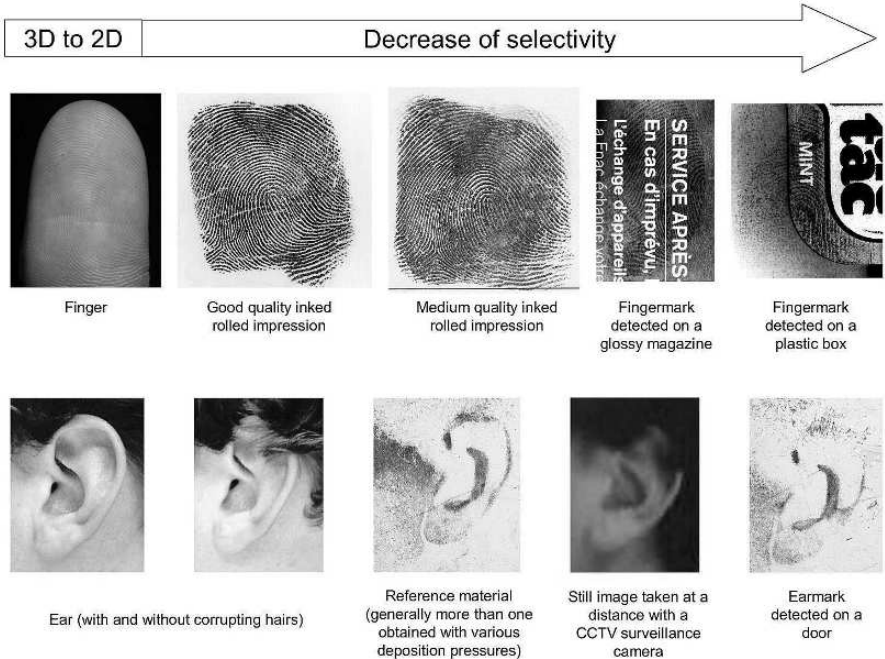 3D to 2D
Decrease of selectivity
SERVICE APRÈS-
En cas d'imprévu,
L'échange d'appareils
La Fnac échange votre
MINT
tac
Finger
Good quality inked
rolled impression
Medium quality inked
rolled impression
Fingermark
detected on a
glossy magazine
Fingermark
detected on a
plastic box
Ear (with and without corrupting hairs)
Reference material
(generally more than one
obtained with various
deposition pressures)
Still image taken at a
distance with a
CCTV surveillance
camera
Earmark
detected on a
door